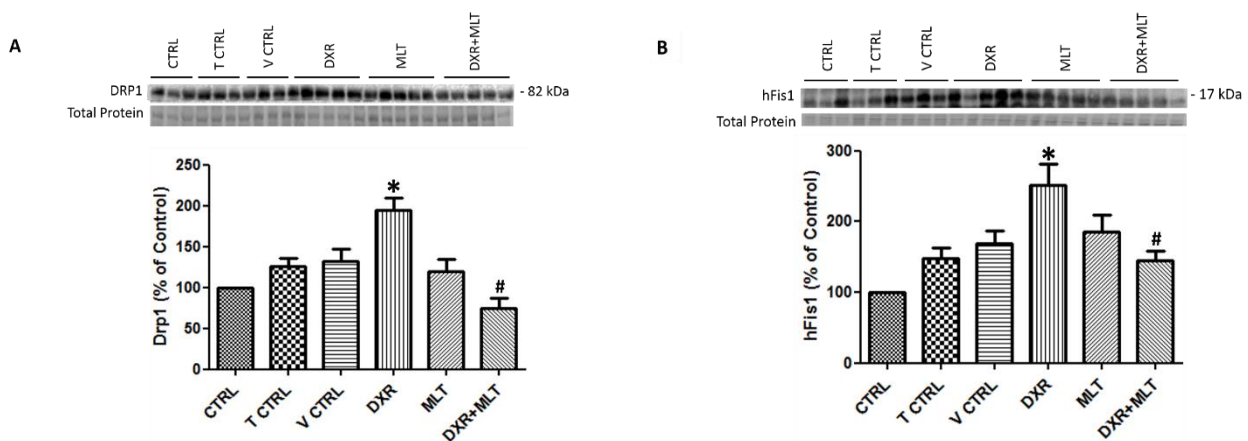 A
CTRL
T CTRL
V CTRL
DXR
MLT
DXR+MLT
DRP1
- 82 kDa
Total Protein
250
200
150
100
50
0
Drp1 (% of Control)
*
#
CTRL
T CTRL
V CTRL
DXR
MLT
DXR+MLT
B
CTRL
T CTRL
V CTRL
DXR
MLT
DXR+MLT
hFis1
- 17 kDa
Total Protein
300
200
100
0
hFis1 (% of Control)
*
#
CTRL
T CTRL
V CTRL
DXR
MLT
DXR+MLT